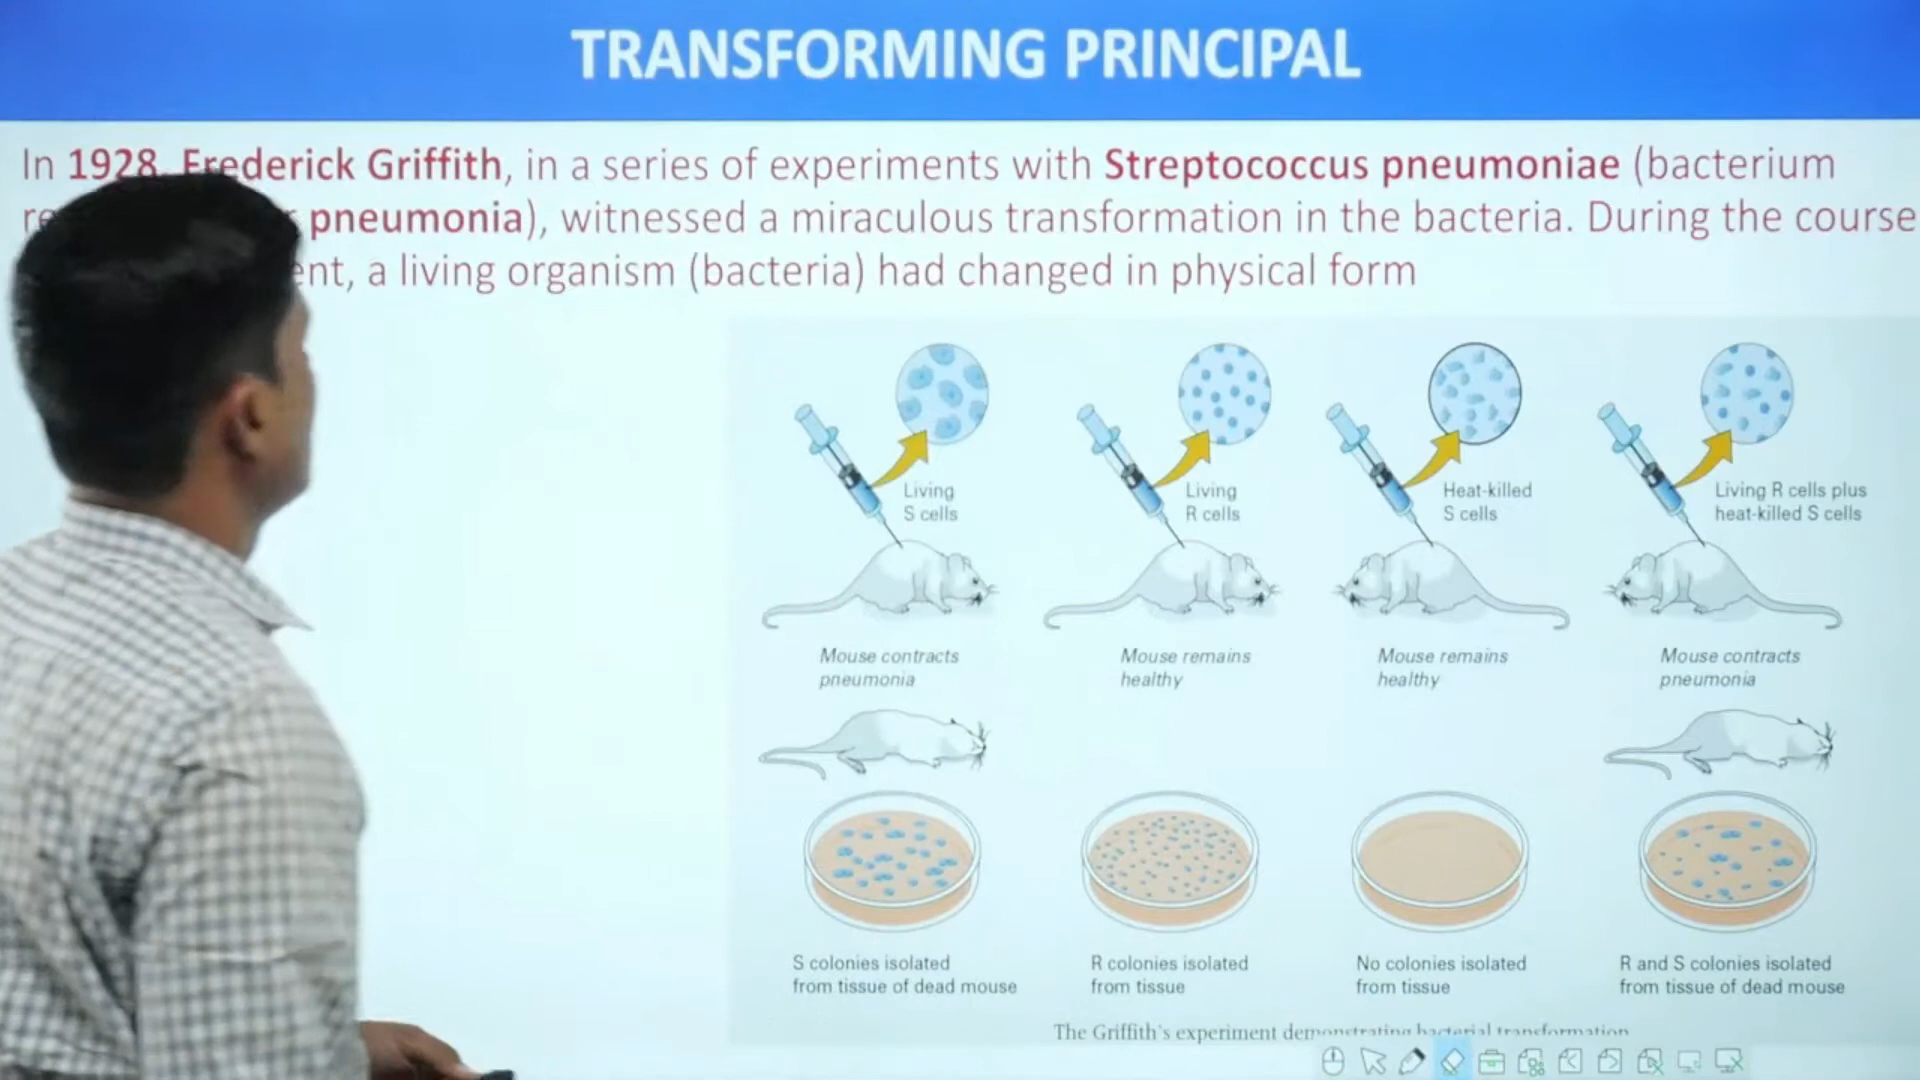 TRANSFORMING PRINCIPAL
In 1928, Frederick Griffith, in a series of experiments with Streptococcus pneumoniae (bacterium
pneumonia), witnessed a miraculous transformation in the bacteria. During the course
a living organism (bacteria) had changed in physical form
Living
S cells
Living
R cells
Heat-killed
S cells
Living R cells plus
heat-killed S cells
Mouse contracts
pneumonia
Mouse remains
healthy
Mouse remains
healthy
Mouse contracts
pneumonia
S colonies isolated
from tissue of dead mouse
R colonies isolated
from tissue
No colonies isolated
from tissue
R and S colonies isolated
from tissue of dead mouse
The Griffith's experiment demonstrating bacterial transformation